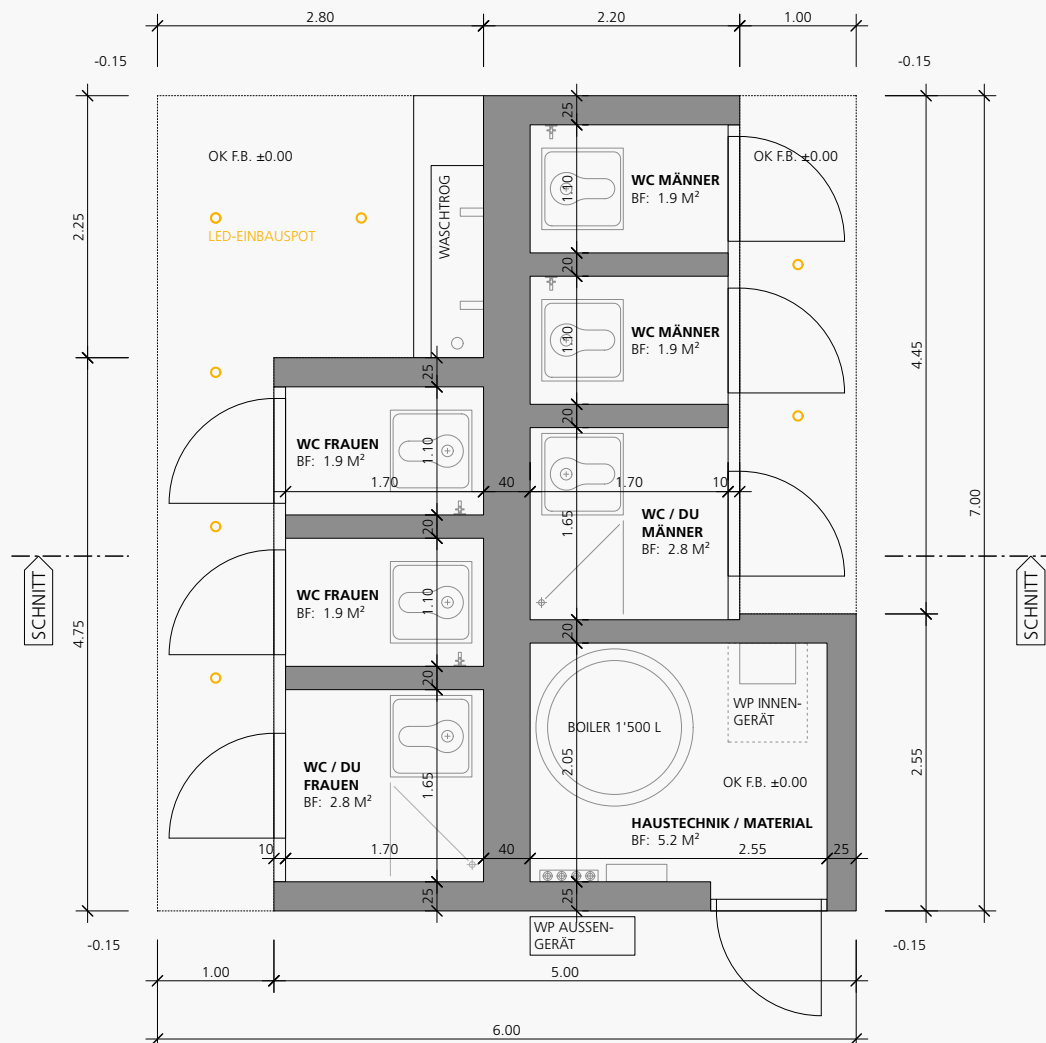 2.80
2.20
1.00
-0.15
-0.15
25
OK F.B. ±0.00
OK F.B. ±0.00
WC MÄNNER
BF: 1.9 M²
1.10
WASCHTROG
LED-EINBAUSPOT
2.25
20
WC MÄNNER
BF: 1.9 M²
1.10
4.45
25
20
WC FRAUEN
BF: 1.9 M²
1.10
1.70
40
1.70
10
7.00
WC / DU
MÄNNER
BF: 2.8 M²
1.65
20
SCHNITT
SCHNITT
WC FRAUEN
BF: 1.9 M²
1.10
4.75
20
20
WP INNEN-
GERÄT
BOILER 1'500 L
2.05
WC / DU
FRAUEN
BF: 2.8 M²
1.65
OK F.B. ±0.00
2.55
HAUSTECHNIK / MATERIAL
BF: 5.2 M²
10
1.70
40
2.55
25
25
25
WP AUSSEN-
GERÄT
-0.15
-0.15
1.00
5.00
6.00